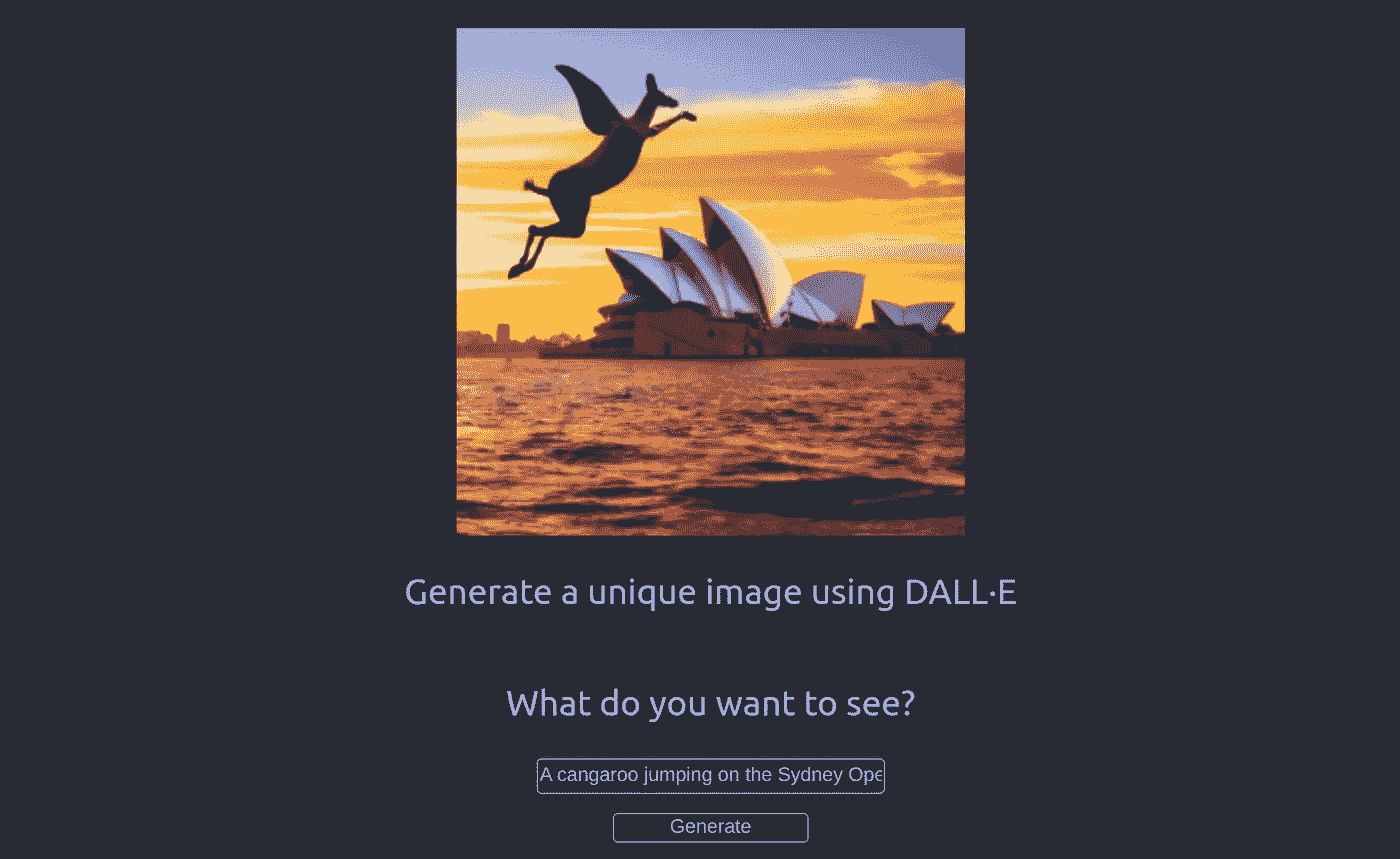 Generate a unique image using DALL·E
What do you want to see?
A cangaroo jumping on the Sydney Ope
Generate